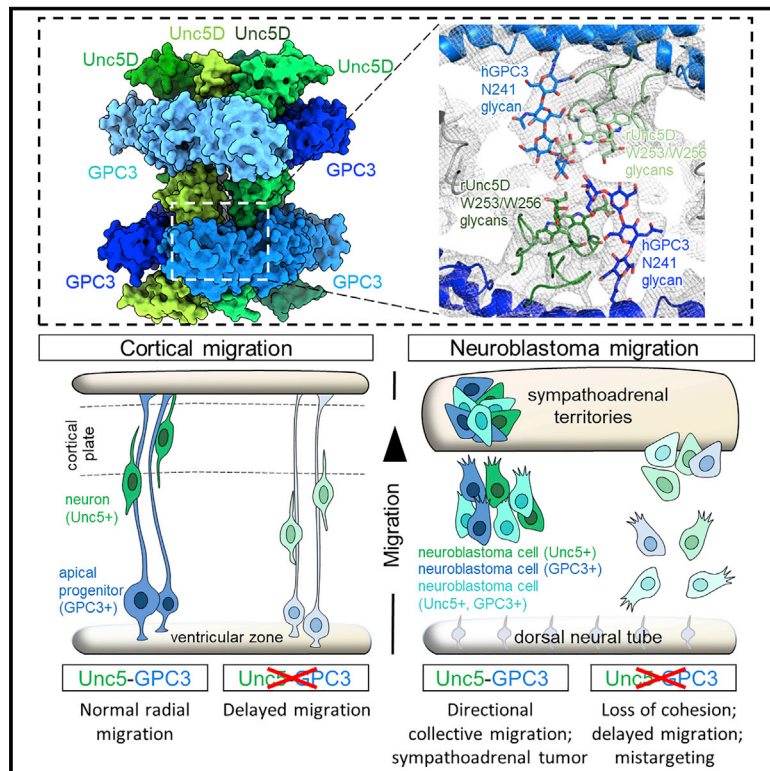 Unc5D
Unc5D
Unc5D
Unc5D
GPC3
GPC3
GPC3
GPC3
hGPC3
N241
glycan
rUnc5D
W253/W256
glycans
rUnc5D
W253/W256
glycans
hGPC3
N241
glycan
Cortical migration
cortical
plate
neuron
(Unc5+)
apical
progenitor
(GPC3+)
ventricular zone
Unc5-GPC3
Normal radial
migration
Unc5-GPC3
Delayed migration
Migration
Neuroblastoma migration
sympathoadrenal
territories
neuroblastoma cell (Unc5+)
neuroblastoma cell (GPC3+)
neuroblastoma cell
(Unc5+, GPC3+)
dorsal neural tube
Unc5-GPC3
Directional
collective migration;
sympathoadrenal tumor
Unc5-GPC3
Loss of cohesion;
delayed migration;
mistargeting